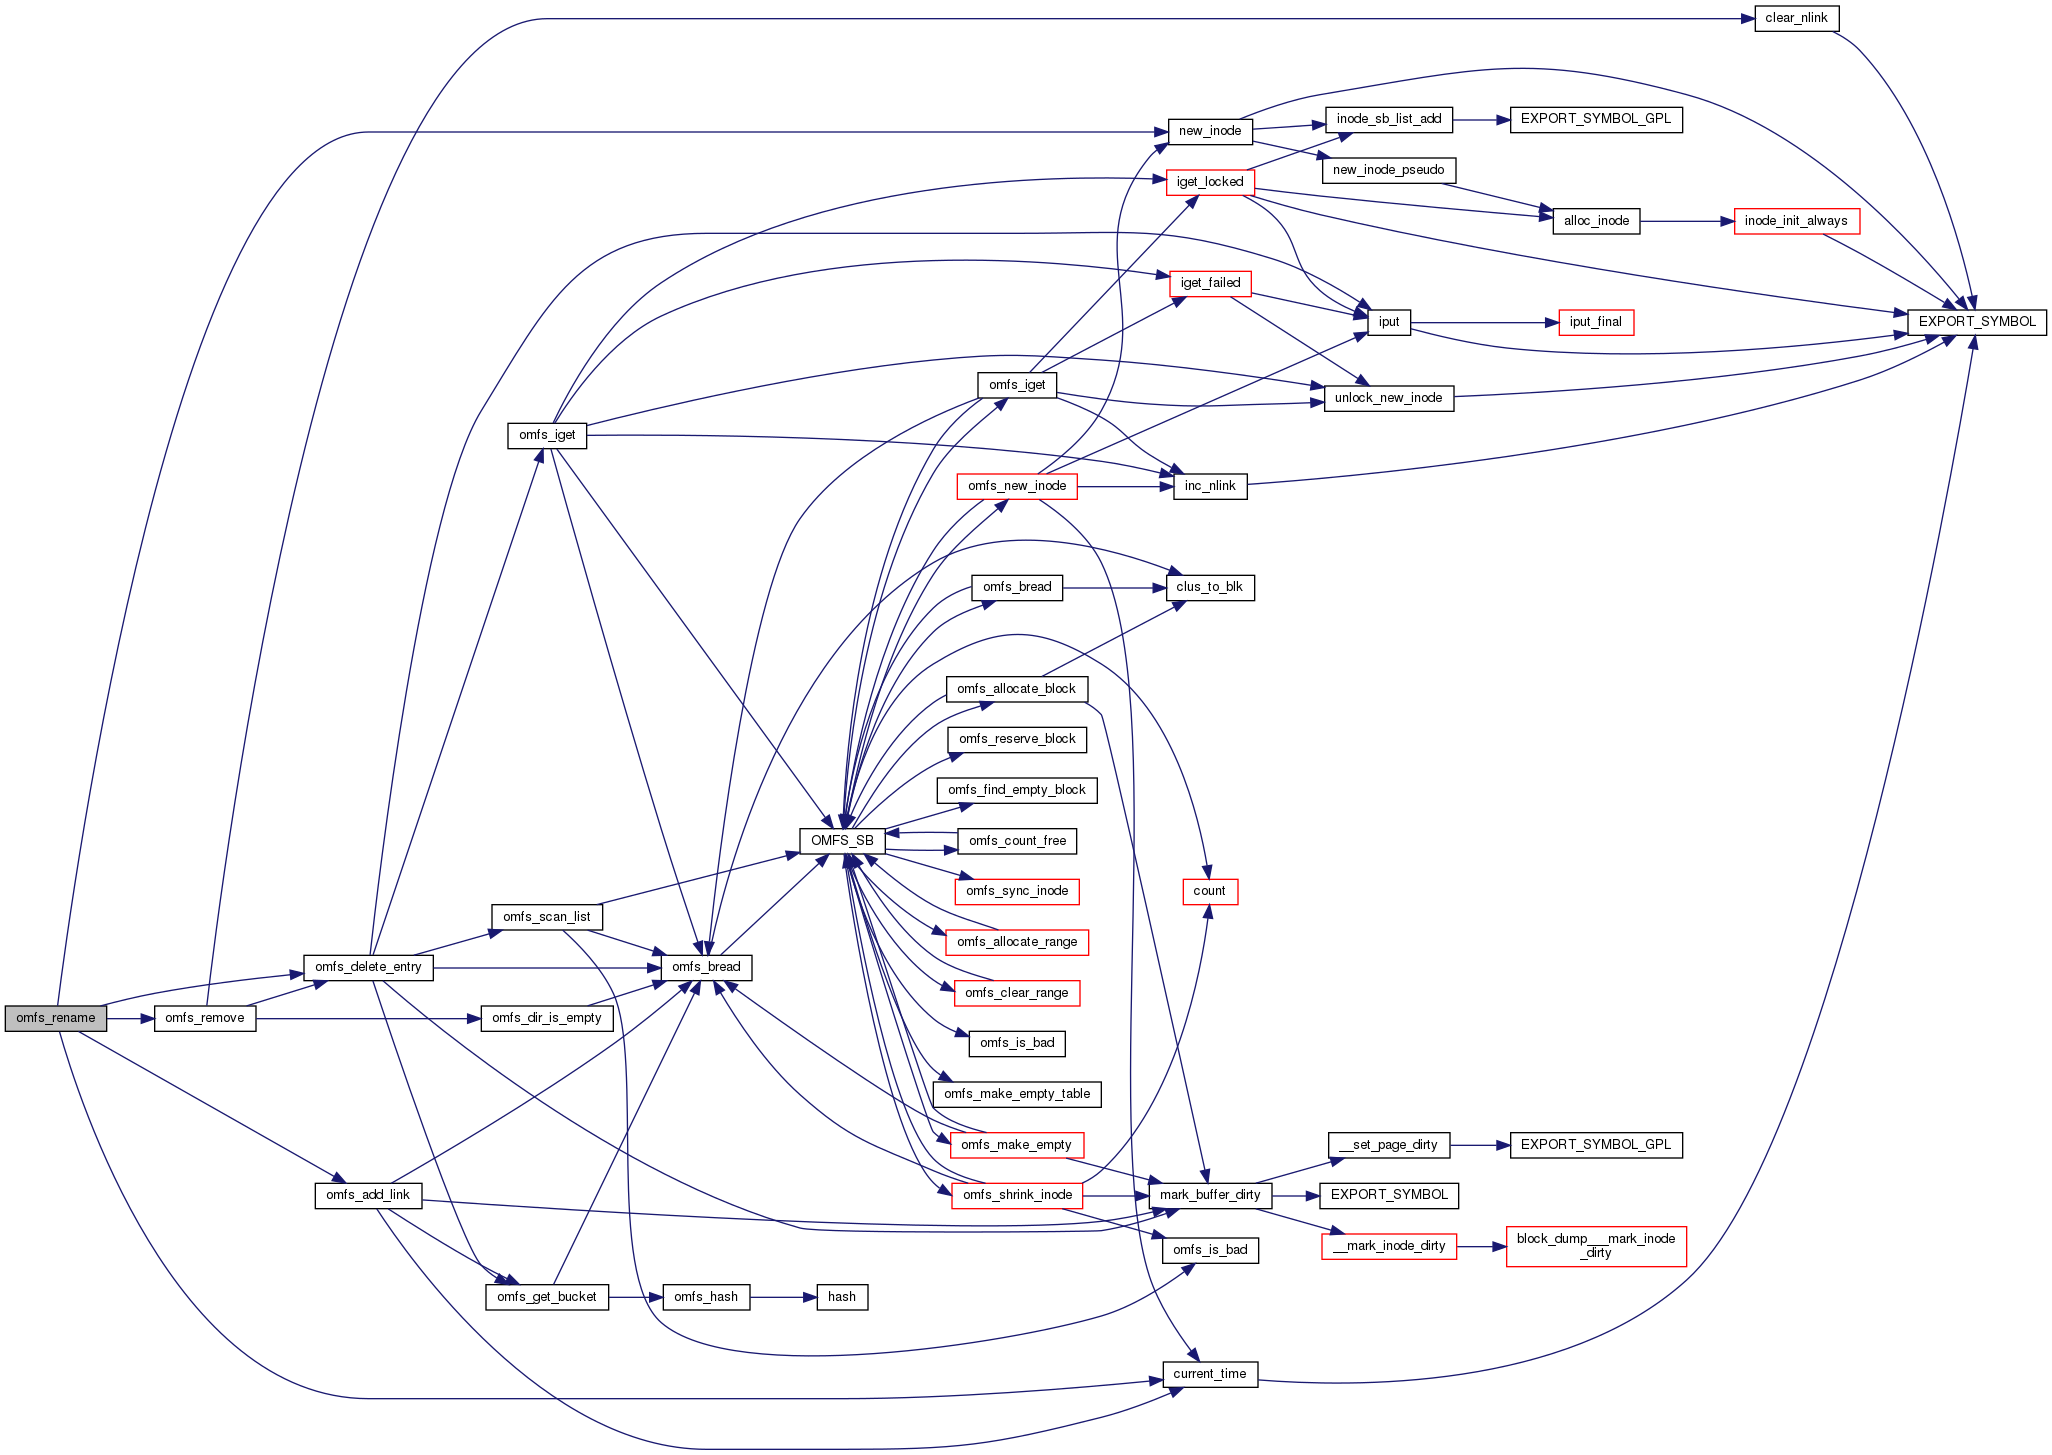 clear_nlink
new_inode
inode_sb_list_add
EXPORT_SYMBOL_GPL
new_inode_pseudo
iget_locked
alloc_inode
inode_init_always
iget_failed
iput
iput_final
EXPORT_SYMBOL
omfs_iget
unlock_new_inode
omfs_iget
omfs_new_inode
inc_nlink
omfs_bread
clus_to_blk
omfs_allocate_block
omfs_reserve_block
omfs_find_empty_block
OMFS_SB
omfs_count_free
omfs_sync_inode
count
omfs_scan_list
omfs_allocate_range
omfs_delete_entry
omfs_bread
omfs_clear_range
omfs_rename
omfs_remove
omfs_dir_is_empty
omfs_is_bad
omfs_make_empty_table
omfs_make_empty
__set_page_dirty
EXPORT_SYMBOL_GPL
omfs_add_link
omfs_shrink_inode
mark_buffer_dirty
EXPORT_SYMBOL
omfs_is_bad
__mark_inode_dirty
block_dump___mark_inode
_dirty
omfs_get_bucket
omfs_hash
hash
current_time